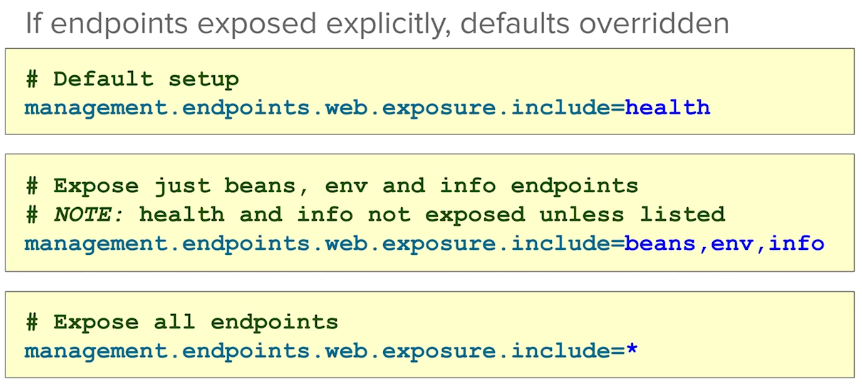 If endpoints exposed explicitly, defaults overridden
# Default setup
management.endpoints.web.exposure.include=health
# Expose just beans, env and info endpoints
# NOTE: health and info not exposed unless listed
management.endpoints.web.exposure.include=beans,env,info
# Expose all endpoints
management.endpoints.web.exposure.include=*